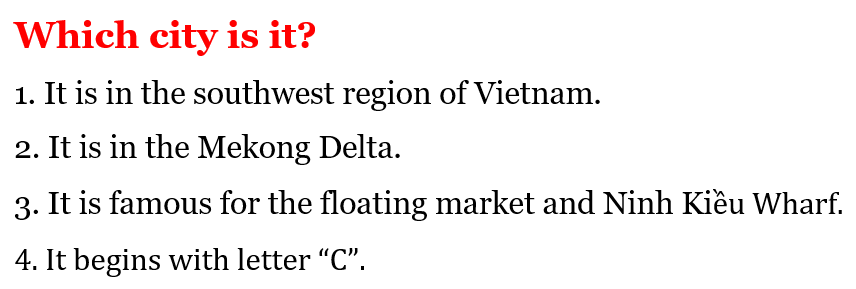 Which city is it?
1. It is in the southwest region of Vietnam.
2. It is in the Mekong Delta.
3. It is famous for the floating market and Ninh Kiều Wharf.
4. It begins with letter “C”.